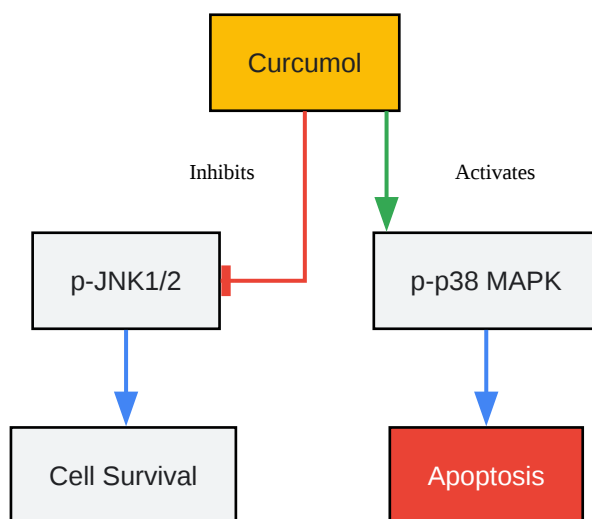 Curcumol
Inhibits
Activates
p-JNK1/2
p-p38 MAPK
Cell Survival
Apoptosis